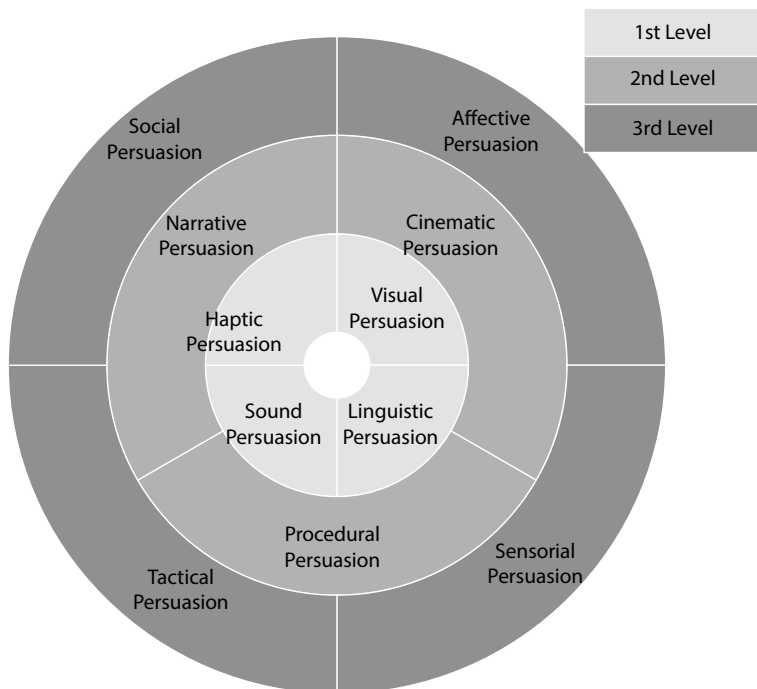 1st Level
2nd Level
3rd Level
Social
Persuasion
Affective
Persuasion
Narrative
Persuasion
Cinematic
Persuasion
Haptic
Persuasion
Visual
Persuasion
Sound
Persuasion
Linguistic
Persuasion
Procedural
Persuasion
Tactical
Persuasion
Sensorial
Persuasion